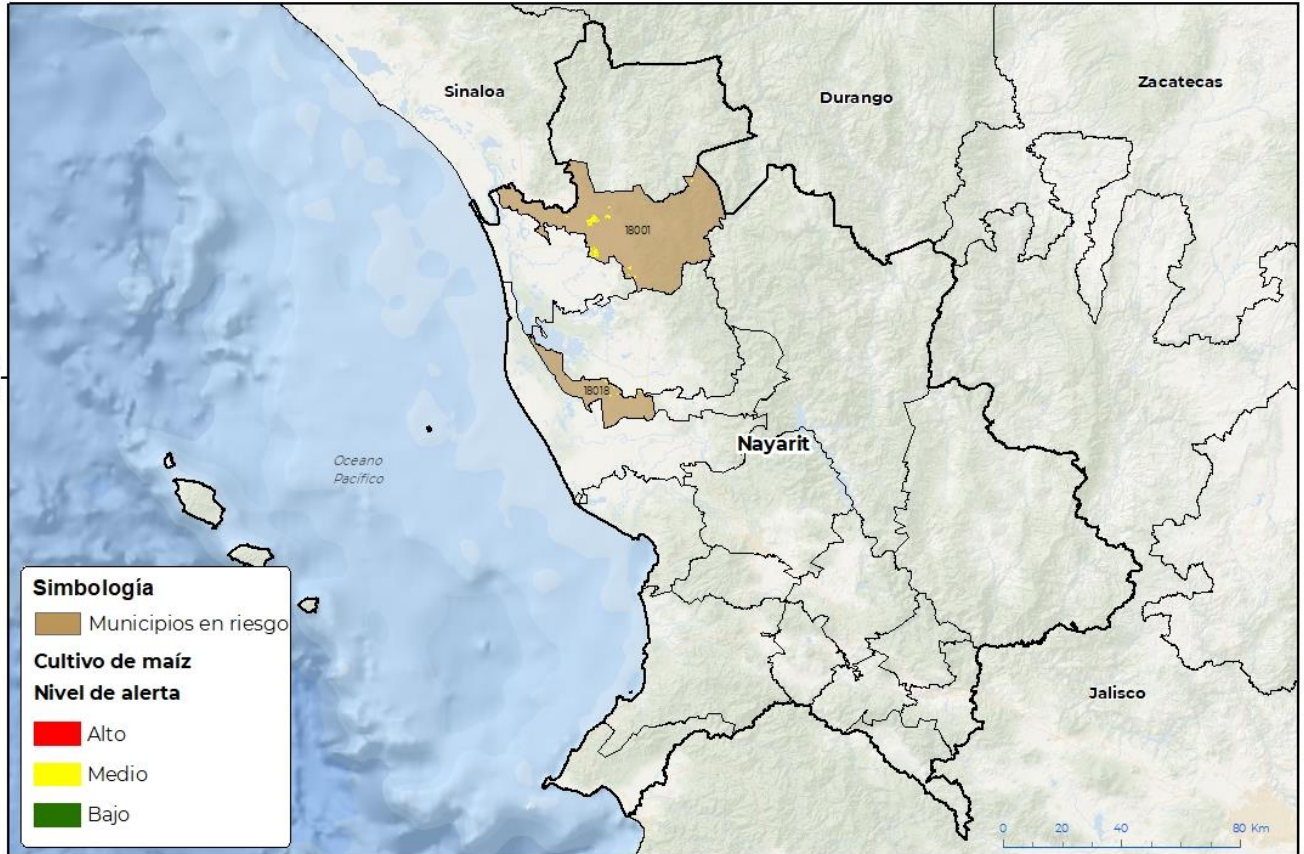 Sinaloa
Durango
Zacatecas
18001
18018
Nayarit
Oceano
Pacífico
Jalisco
Simbología
Municipios en riesgo
Cultivo de maíz
Nivel de alerta
Alto
Medio
Bajo
0 20 40 80 Km